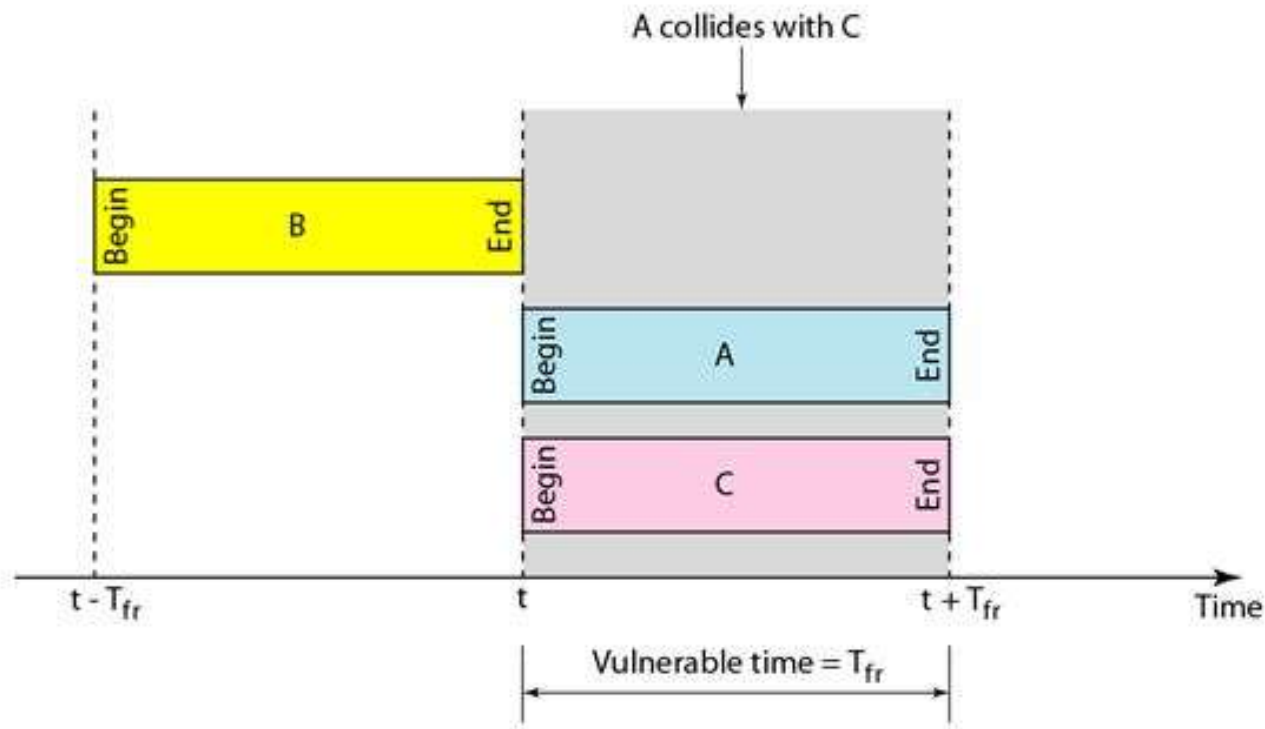 A collides with C
Begin B End
Begin A End
Begin C End
t - Tfr t t + Tfr
Time
Vulnerable time = Tfr